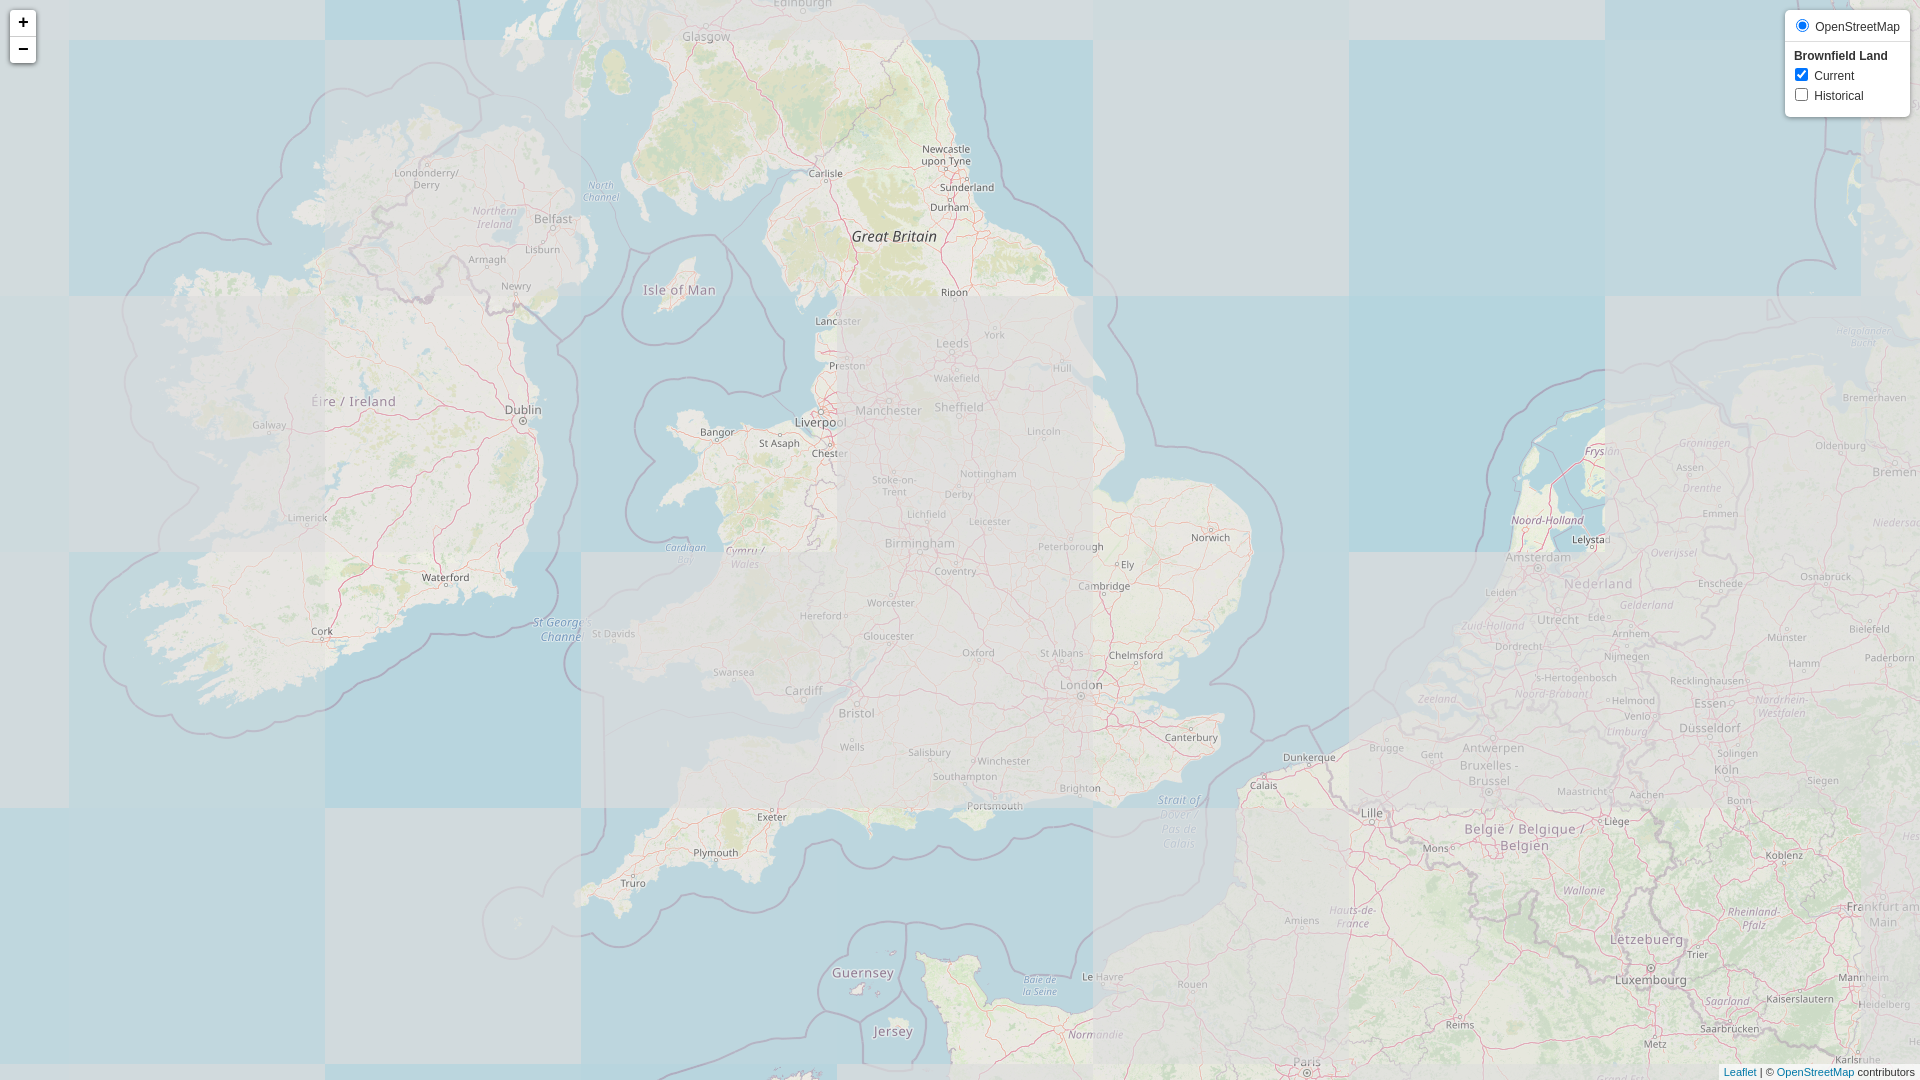 +
−
OpenStreetMap
Brownfield Land
Current
Historical
Edinburgh
Glasgow
Londonderry/
Derry
North
Channel
Northern
Ireland
Belfast
Lisburn
Armagh
Newry
Newcastle
upon Tyne
Carlisle
Sunderland
Durham
Great Britain
Isle of Man
Ripon
Lancaster
York
Leeds
Preston
Hull
Wakefield
Éire / Ireland
Dublin
Galway
Manchester
Sheffield
Liverpool
Bangor
St Asaph
Chester
Lincoln
Nottingham
Stoke-on-
Trent
Derby
Limerick
Lichfield
Leicester
Norwich
Birmingham
Peterborough
Cardigan
Bay
Cymru /
Wales
Ely
Coventry
Waterford
Cambridge
Worcester
Hereford
Cork
St George's
Channel
St Davids
Gloucester
Oxford
St Albans
Chelmsford
Swansea
London
Cardiff
Bristol
Canterbury
Wells
Salisbury
Winchester
Southampton
Brighton
Portsmouth
Exeter
Plymouth
Truro
Strait of
Dover /
Pas de
Calais
Dunkerque
Calais
Lille
Guernsey
Jersey
Baie de
la Seine
Le Havre
Rouen
Normandie
Amiens
Hauts-de-
France
Paris
Reims
Grand Est
Metz
Helgoländer
Bucht
Bremerhaven
Groningen
Oldenburg
Fryslân
Assen
Bremen
Drenthe
Emmen
Noord-Holland
Lelystad
Overijssel
Amsterdam
Nederland
Enschede
Osnabrück
Leiden
Gelderland
Utrecht
Ede
Zuid-Holland
Arnhem
Bielefeld
Dordrecht
Nijmegen
Münster
Hamm
Paderborn
's-Hertogenbosch
Recklinghausen
Noord-Brabant
Zeeland
Helmond
Essen
Nordrhein-
Westfalen
Venlo
Limburg
Düsseldorf
Brugge
Gent
Antwerpen
Solingen
Bruxelles -
Brussel
Köln
Siegen
Maastricht
Aachen
Bonn
Liège
België / Belgique /
Belgien
Mons
Koblenz
Wallonie
Frankfurt am
Main
Rheinland-
Pfalz
Lëtzebuerg
Trier
Luxembourg
Mannheim
Saarland
Kaiserslautern
Heidelberg
Saarbrücken
Karlsruhe
Leaflet | © OpenStreetMap contributors